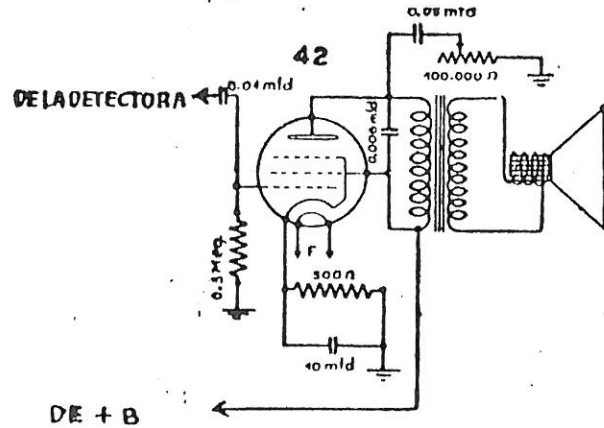 0.05 mfd
42
100.000 Ω
DE LA DETECTORA
0.01 mfd
0.006 mfd
F
0.5 Meg.
500 Ω
10 mfd
DE + B